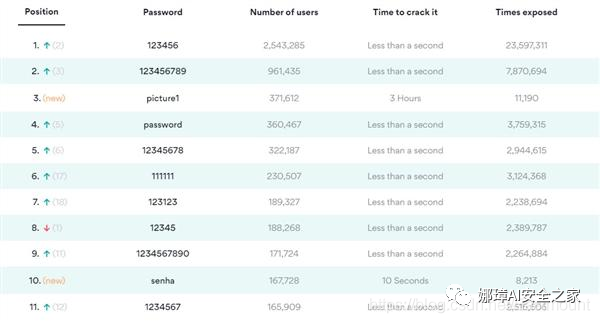 Position Password Number of users Time to crack it Times exposed
1. ↑ (2) 123456 2,543,285 Less than a second 23,597,311
2. ↑ (3) 123456789 961,435 Less than a second 7,870,694
3. (new) picture1 371,612 3 Hours 11,190
4. ↑ (5) password 360,467 Less than a second 3,759,315
5. ↑ (6) 12345678 322,187 Less than a second 2,944,615
6. ↑ (17) 111111 230,507 Less than a second 3,124,368
7. ↑ (18) 123123 189,327 Less than a second 2,238,694
8. ↓ (1) 12345 188,268 Less than a second 2,389,787
9. ↑ (11) 1234567890 171,724 Less than a second 2,264,884
10. (new) senha 167,728 10 Seconds 8,213
娜璋AI安全之家
11. ↑ (12) 1234567 165,909 Less than a second